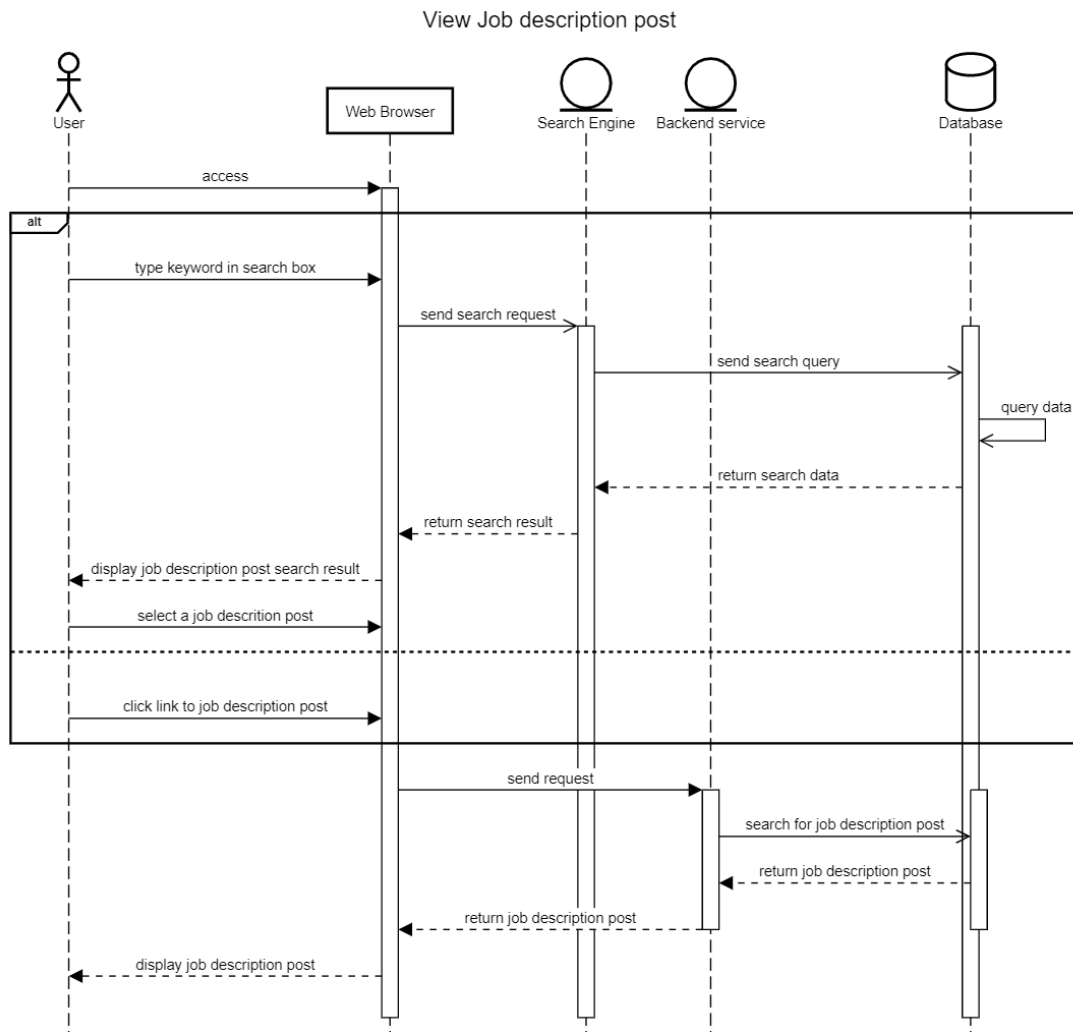 View Job description post
User
Web Browser
Search Engine
Backend service
Database
access
alt
type keyword in search box
send search request
send search query
query data
return search data
return search result
display job description post search result
select a job descrition post
click link to job description post
send request
search for job description post
return job description post
return job description post
display job description post